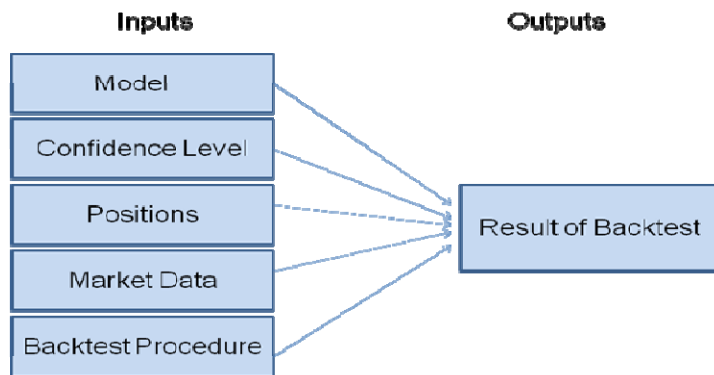 Inputs
Outputs
Model
Confidence Level
Positions
Market Data
Backtest Procedure
Result of Backtest